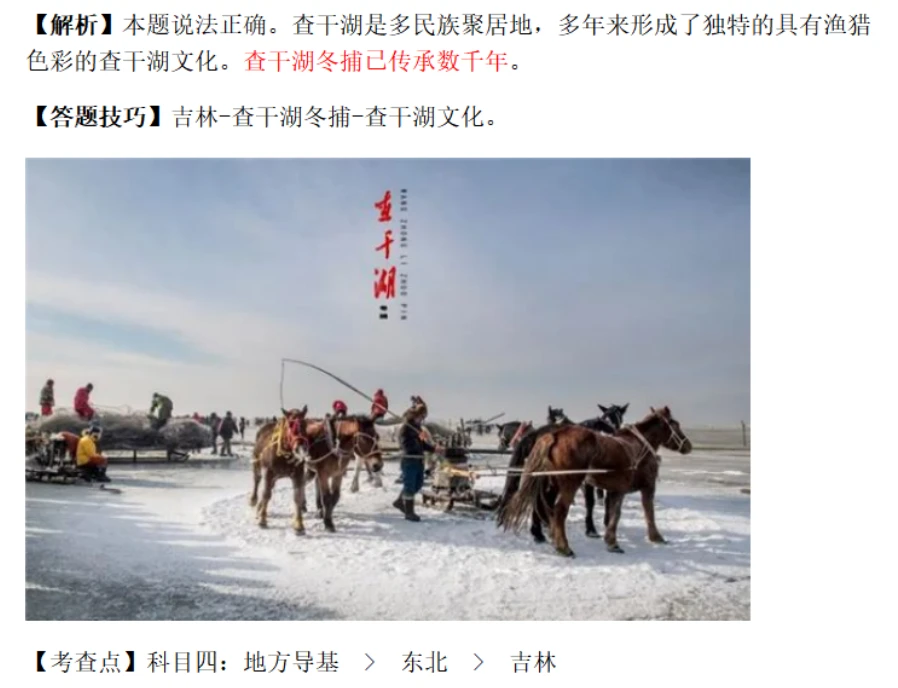 【解析】本题说法正确。查干湖是多民族聚居地，多年来形成了独特的具有渔猎
色彩的查干湖文化。查干湖冬捕已传承数千年。
【答题技巧】吉林-查干湖冬捕-查干湖文化。
查干湖
【考查点】科目四：地方导基 > 东北 > 吉林